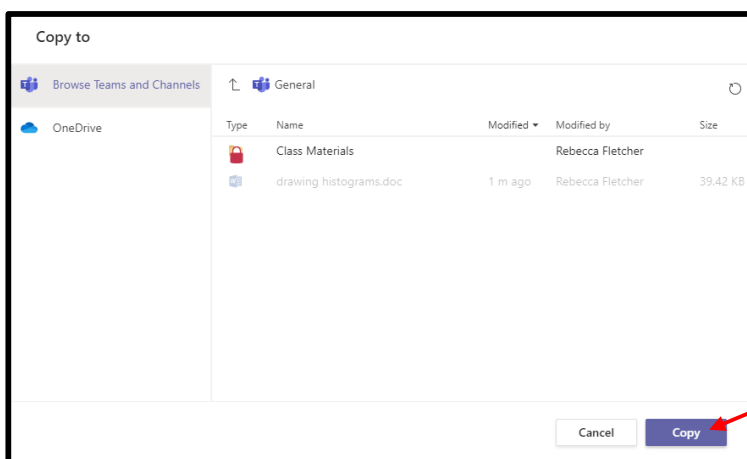 Copy to
Browse Teams and Channels
General
OneDrive
Type Name Modified Modified by Size
Class Materials Rebecca Fletcher
drawing histograms.doc 1 m ago Rebecca Fletcher 39.42 KB
Cancel Copy